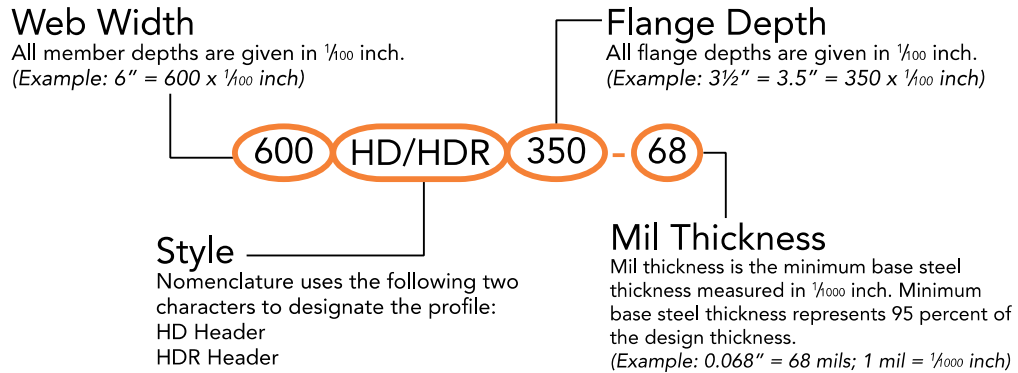 Web Width
All member depths are given in 1/100 inch.
(Example: 6" = 600 x 1/100 inch)
Flange Depth
All flange depths are given in 1/100 inch.
(Example: 3½" = 3.5" = 350 x 1/100 inch)
600 HD/HDR 350 - 68
Style
Nomenclature uses the following two
characters to designate the profile:
HD Header
HDR Header
Mil Thickness
Mil thickness is the minimum base steel
thickness measured in 1/1000 inch. Minimum
base steel thickness represents 95 percent of
the design thickness.
(Example: 0.068" = 68 mils; 1 mil = 1/1000 inch)